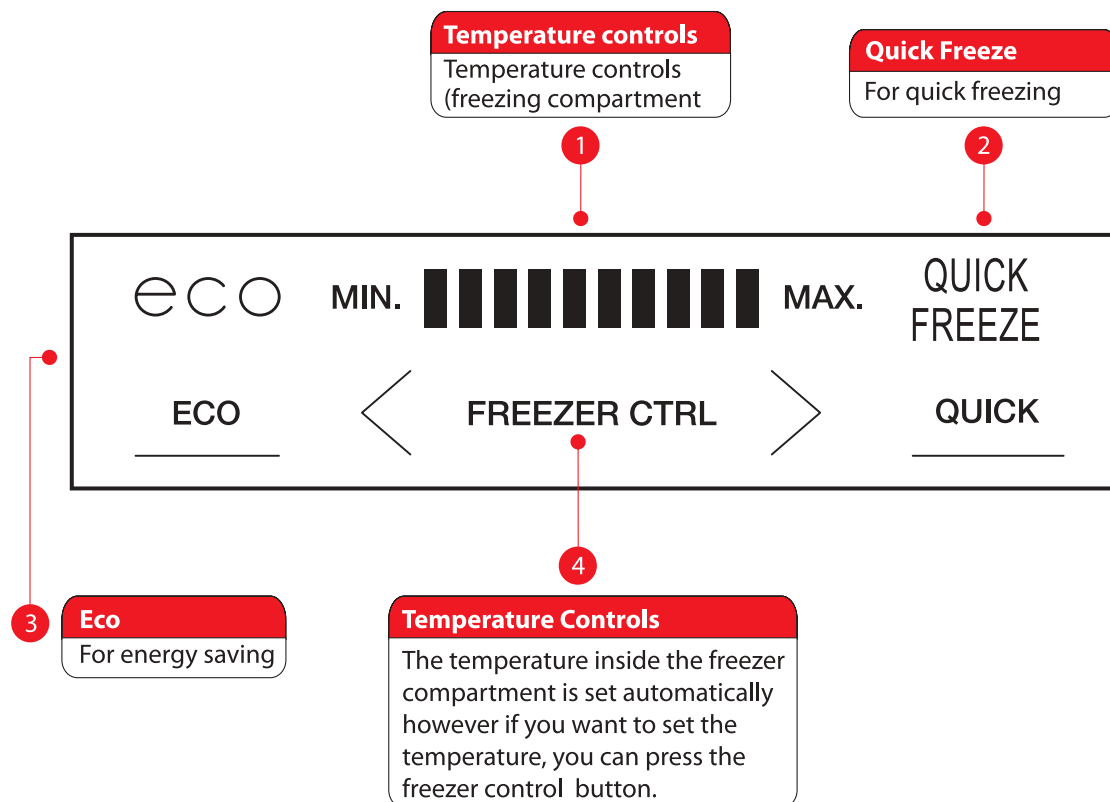 Temperature controls
Temperature controls
(freezing compartment
Quick Freeze
For quick freezing
1
2
eco
MIN.
MAX.
QUICK
FREEZE
ECO
FREEZER CTRL
QUICK
3
Eco
For energy saving
4
Temperature Controls
The temperature inside the freezer
compartment is set automatically
however if you want to set the
temperature, you can press the
freezer control  button.